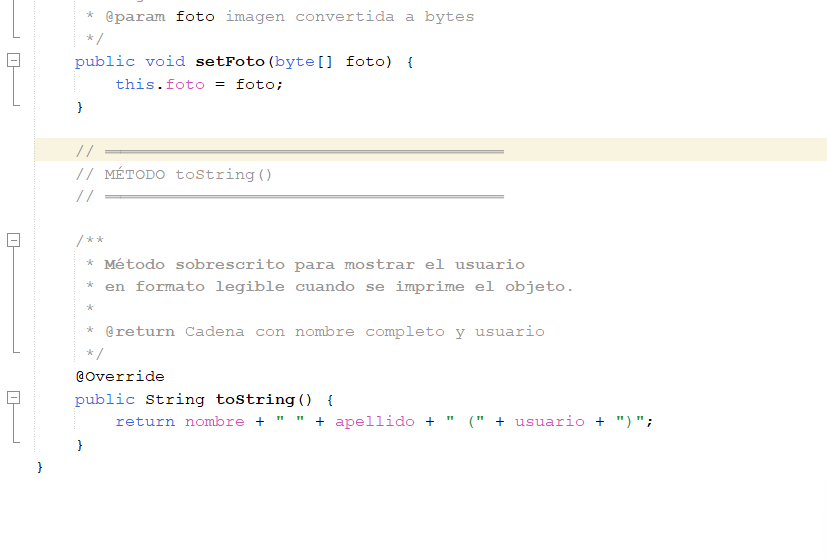 * @param foto imagen convertida a bytes
*/
public void setFoto(byte[] foto) {
this.foto = foto;
}
// ════════════════════════════════════════
// MÉTODO toString()
// ════════════════════════════════════════
/**
* Método sobrescrito para mostrar el usuario
* en formato legible cuando se imprime el objeto.
*
* @return Cadena con nombre completo y usuario
*/
@Override
public String toString() {
return nombre + " " + apellido + " (" + usuario + ")";
}
}